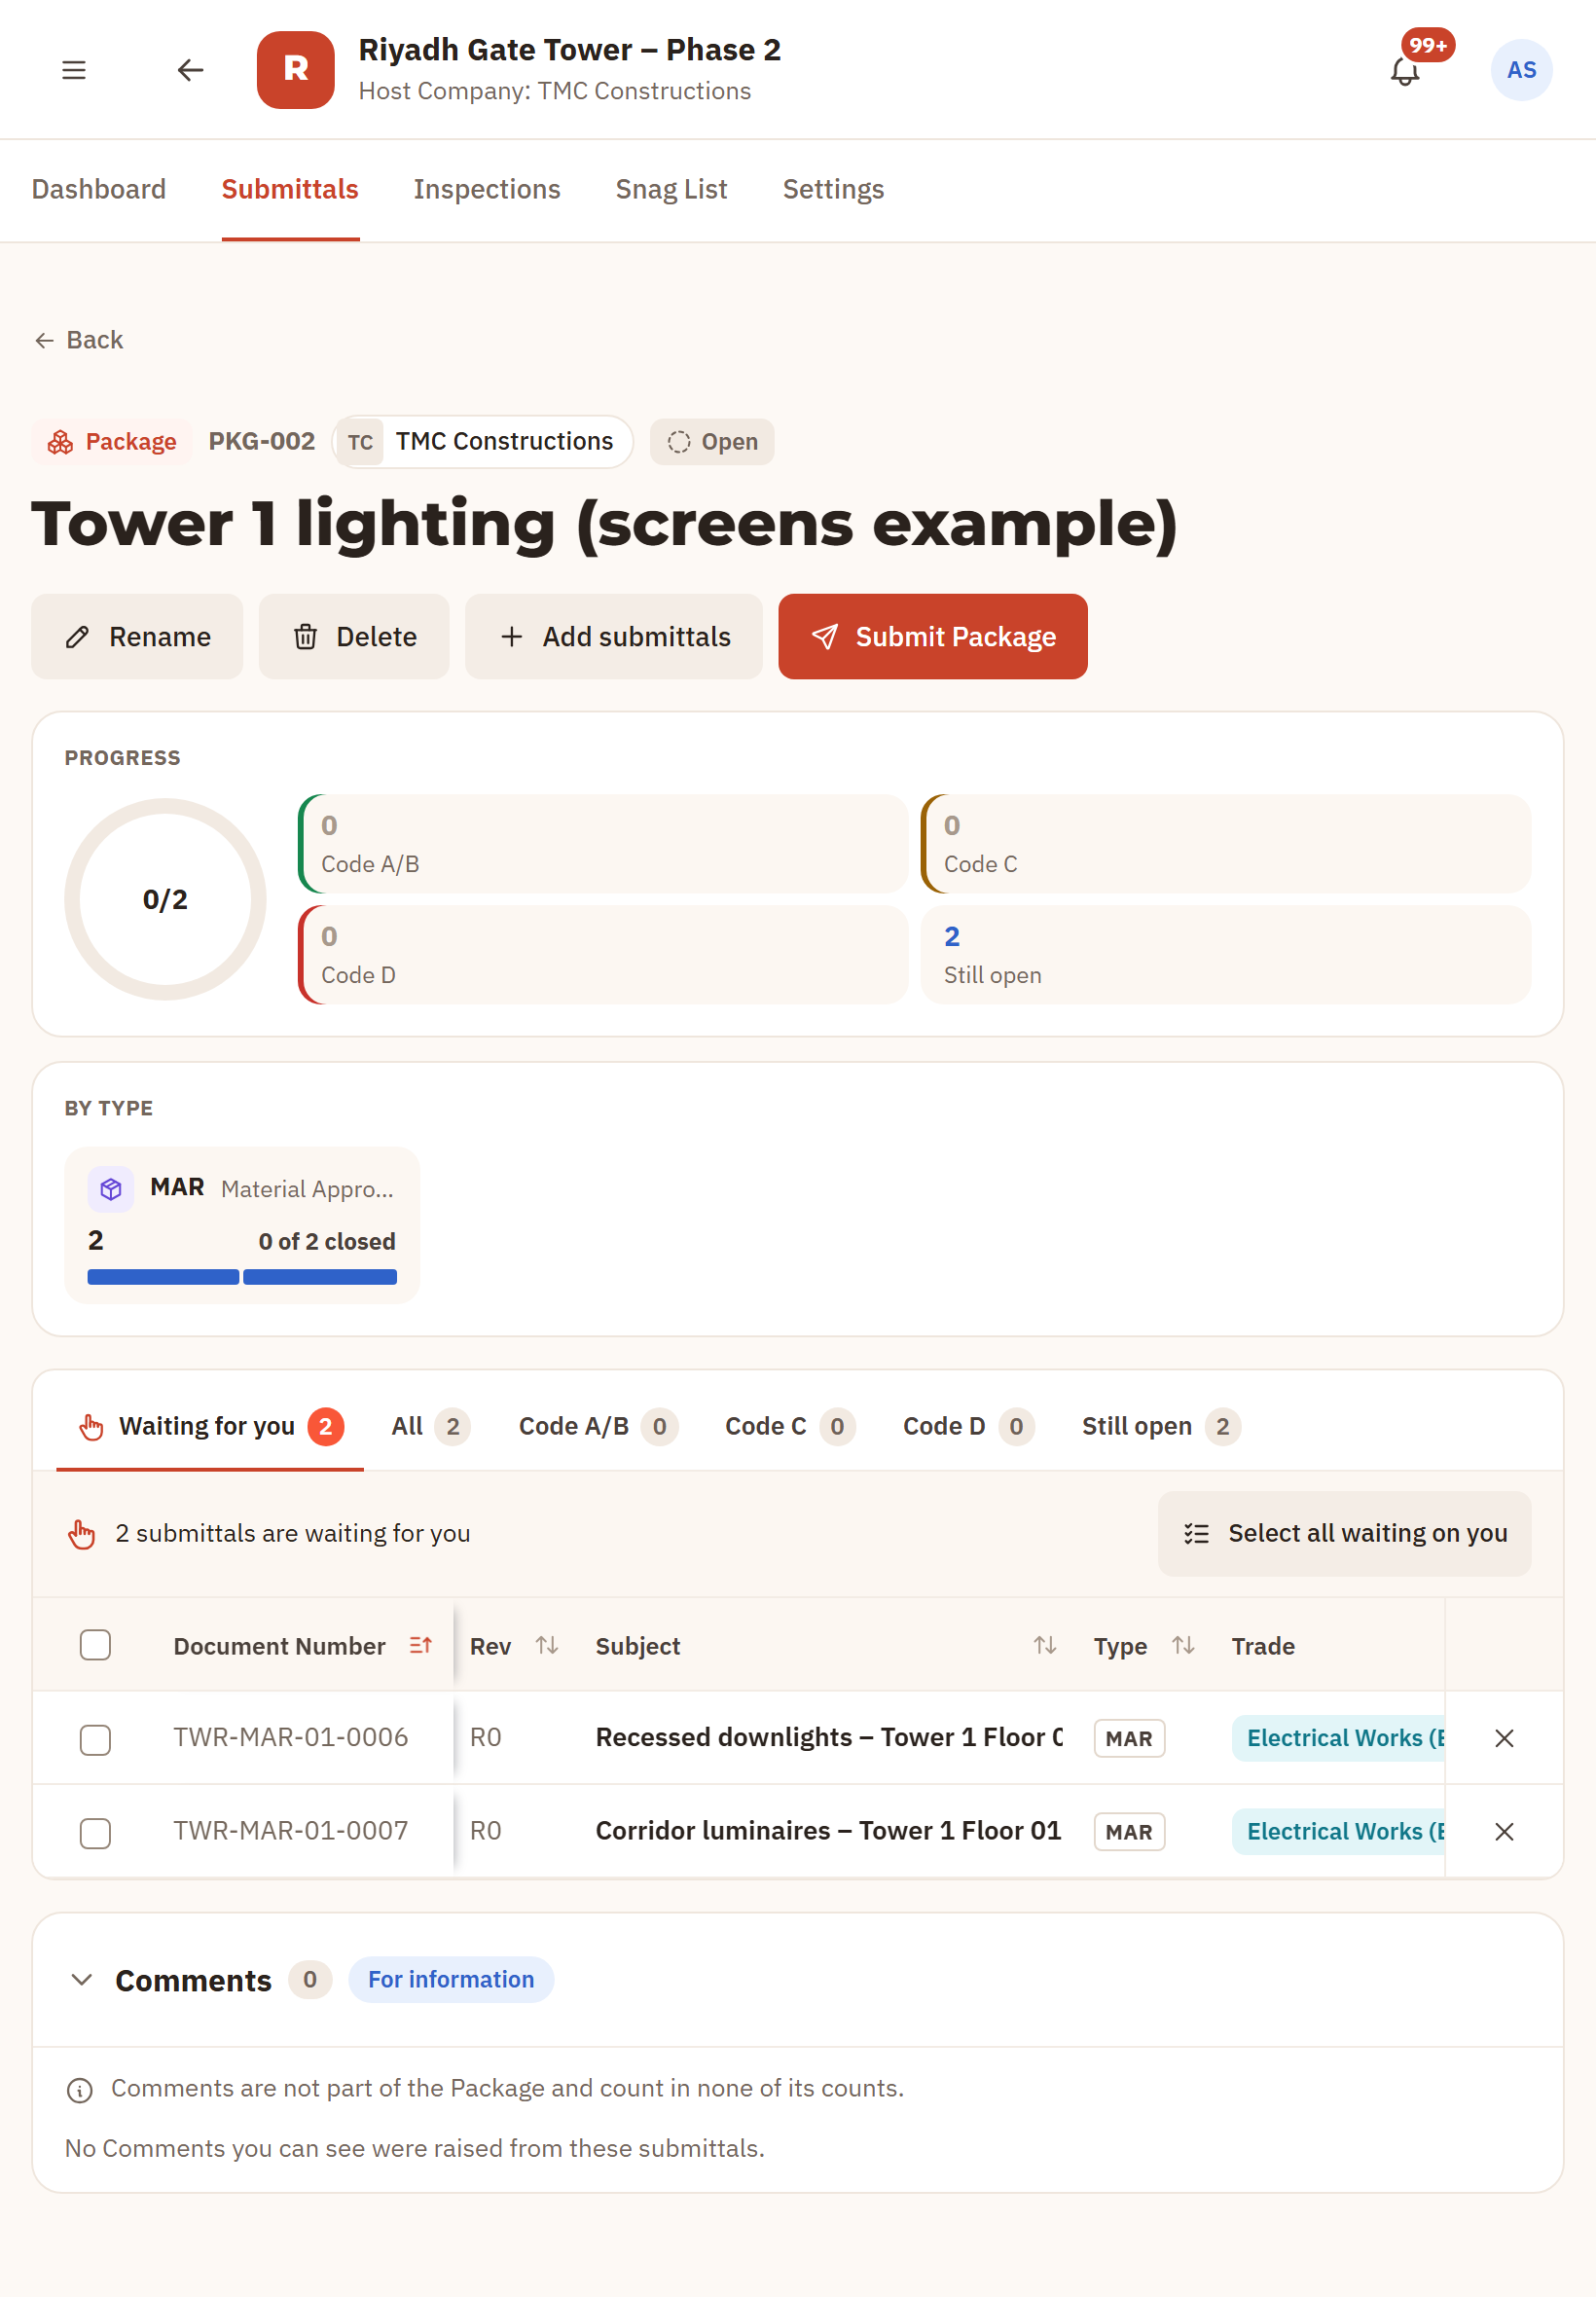 R
Riyadh Gate Tower – Phase 2
Host Company: TMC Constructions
99+
AS
Dashboard Submittals Inspections Snag List Settings
Back
Package PKG-002 TC TMC Constructions Open
Tower 1 lighting (screens example)
Rename Delete Add submittals Submit Package
PROGRESS
0/2
0
Code A/B
0
Code C
0
Code D
2
Still open
BY TYPE
MAR Material Appro...
2 0 of 2 closed
Waiting for you 2 All 2 Code A/B 0 Code C 0 Code D 0 Still open 2
2 submittals are waiting for you Select all waiting on you
Document Number Rev Subject Type Trade
TWR-MAR-01-0006 R0 Recessed downlights – Tower 1 Floor MAR Electrical Works
TWR-MAR-01-0007 R0 Corridor luminaires – Tower 1 Floor 01 MAR Electrical Works
Comments 0 For information
Comments are not part of the Package and count in none of its counts.
No Comments you can see were raised from these submittals.